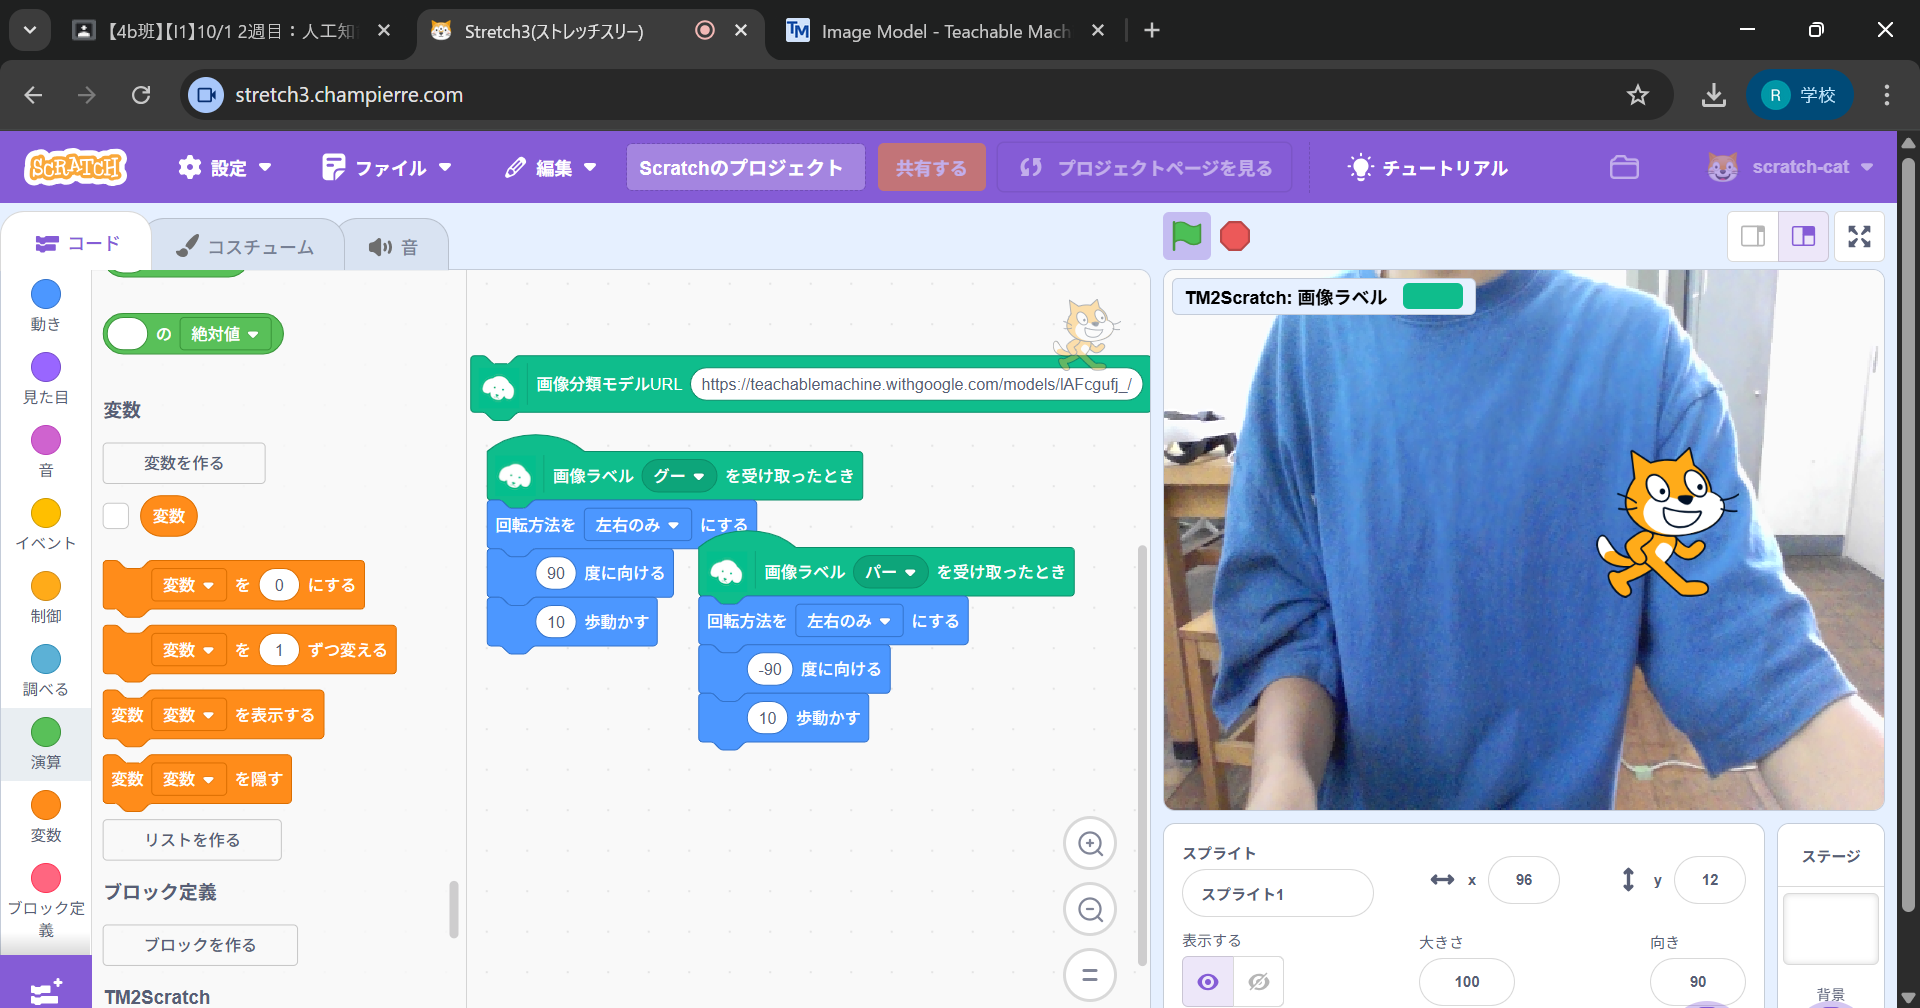 【4b班】【I1】10/1 2週目：人工知
Stretch3(ストレッチスリー)
TM
Image Model - Teachable Mach
stretch3.champierre.com
R
学校
SCRATCH
設定
ファイル
編集
Scratchのプロジェクト
共有する
プロジェクトページを見る
チュートリアル
scratch-cat
コード
コスチューム
音
動き
見た目
音
イベント
制御
調べる
演算
変数
ブロック定義
の 絶対値
変数
変数を作る
変数
変数 を 0 にする
変数 を 1 ずつ変える
変数 変数 を表示する
変数 変数 を隠す
リストを作る
ブロック定義
ブロックを作る
TM2Scratch
画像分類モデルURL https://teachablemachine.withgoogle.com/models/lAFcgufj_/
画像ラベル グー を受け取ったとき
回転方法を 左右のみ にする
90 度に向ける
10 歩動かす
画像ラベル パー を受け取ったとき
回転方法を 左右のみ にする
-90 度に向ける
10 歩動かす
TM2Scratch: 画像ラベル
スプライト
スプライト1
x 96
y 12
表示する
大きさ
100
向き
90
ステージ
背景